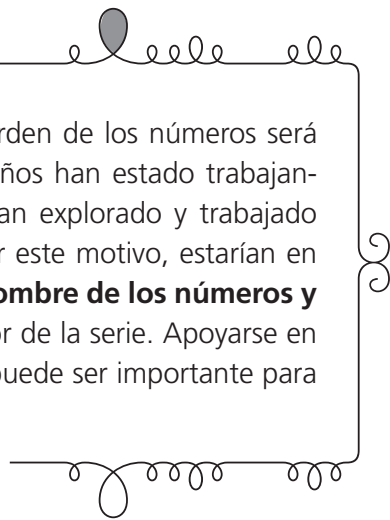 rden de los números será
ños han estado trabajan-
an explorado y trabajado
r este motivo, estarían en
ombre de los números y
or de la serie. Apoyarse en
puede ser importante para